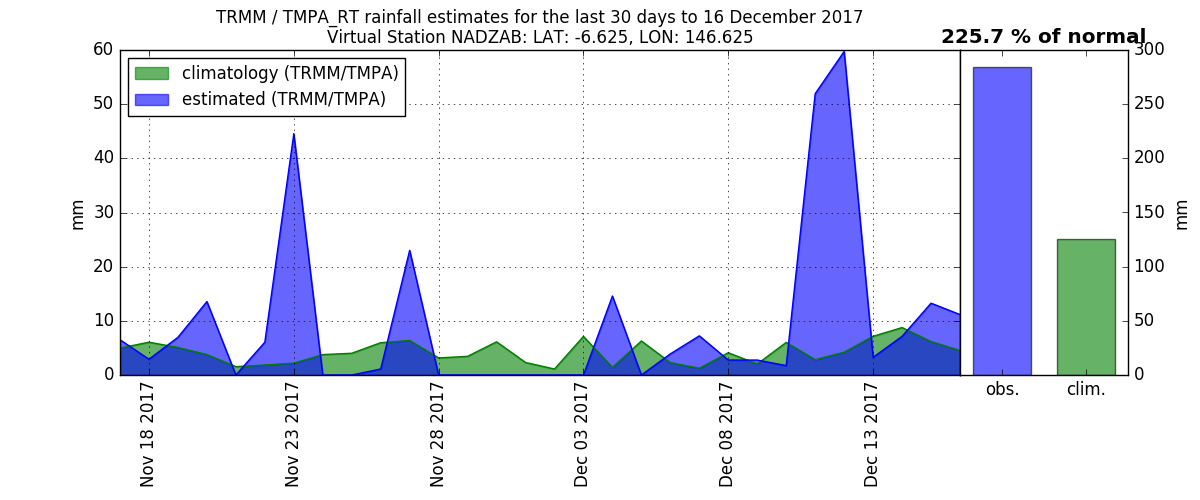 TRMM / TMPA_RT rainfall estimates for the last 30 days to 16 December 2017
Virtual Station NADZAB: LAT: -6.625, LON: 146.625
225.7 % of normal
climatology (TRMM/TMPA)
estimated (TRMM/TMPA)
60
50
40
30
20
10
0
mm
300
250
200
150
100
50
0
mm
Nov 18 2017
Nov 23 2017
Nov 28 2017
Dec 03 2017
Dec 08 2017
Dec 13 2017
obs.
clim.